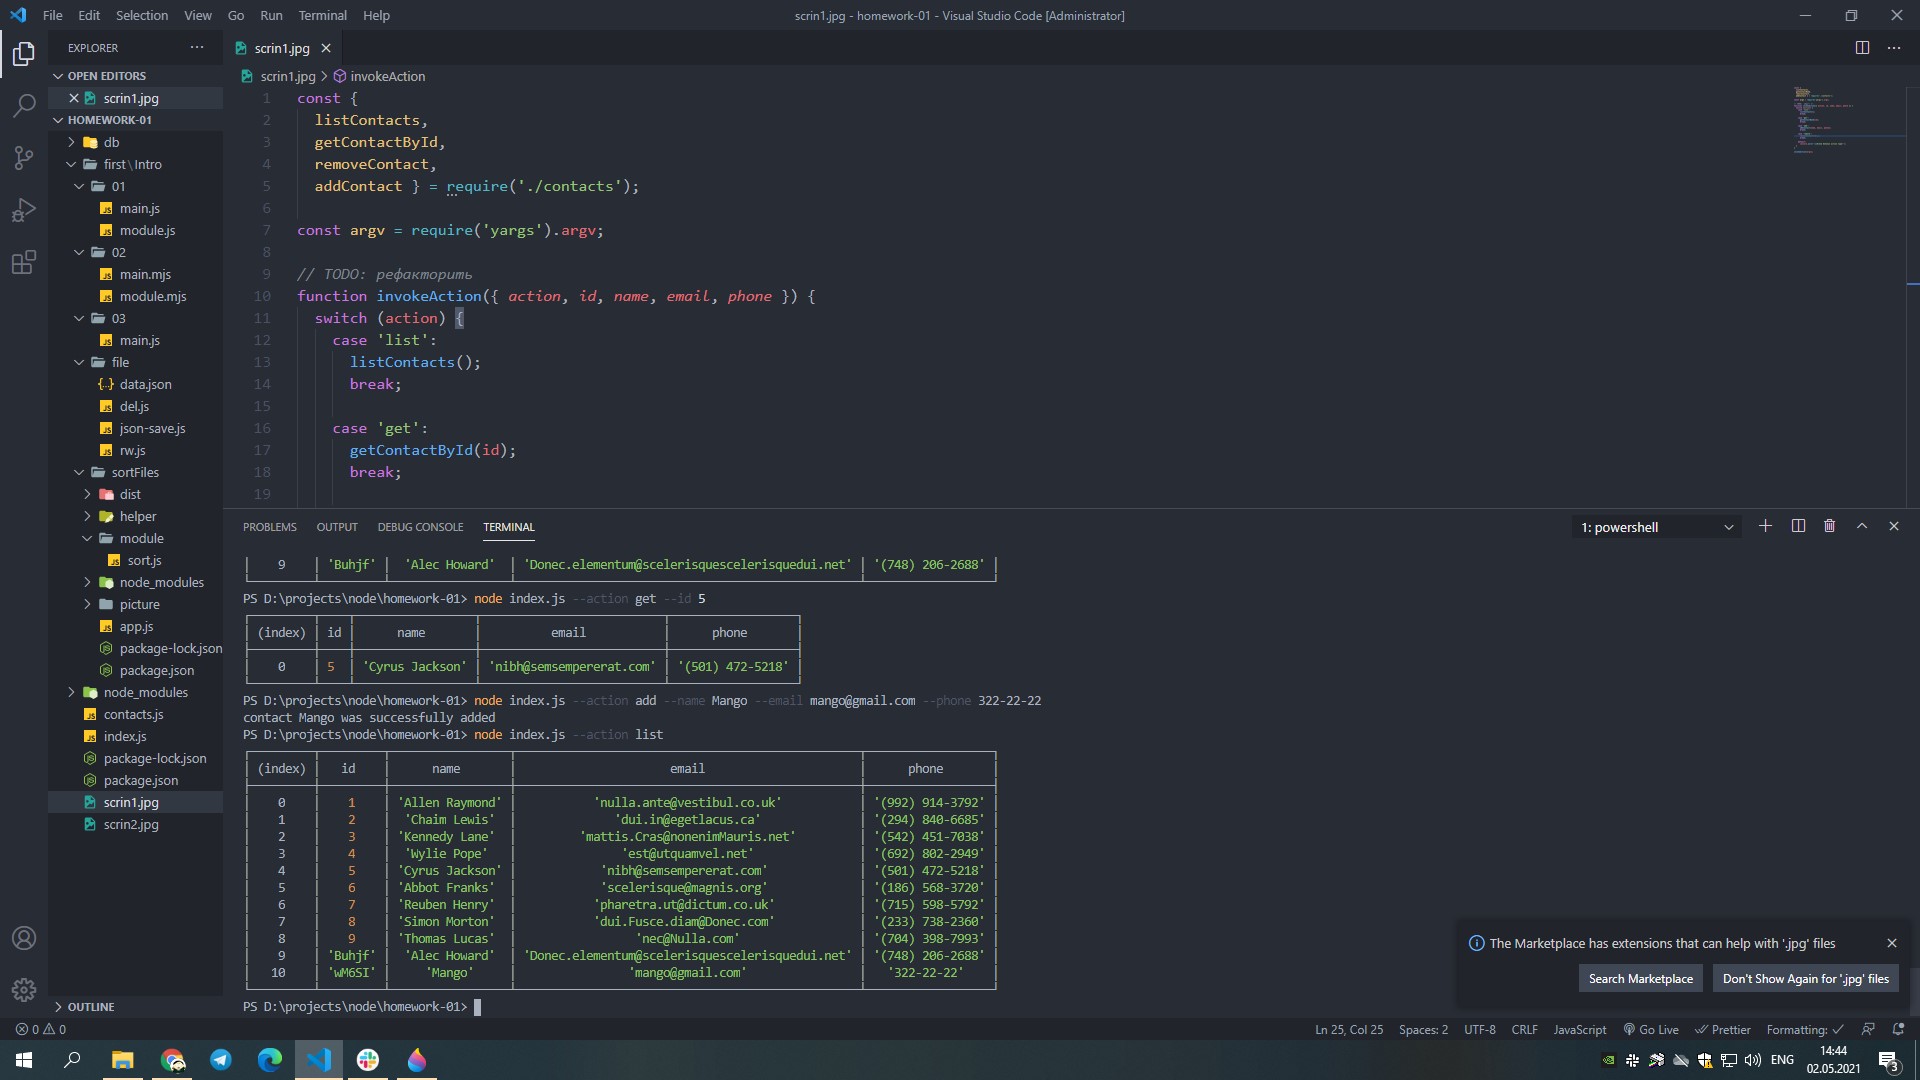 File Edit Selection View Go Run Terminal Help
scrin1.jpg - homework-01 - Visual Studio Code [Administrator]
EXPLORER
OPEN EDITORS
scrin1.jpg
HOMEWORK-01
db
first\Intro
01
main.js
module.js
02
main.mjs
module.mjs
03
main.js
file
data.json
del.js
json-save.js
rw.js
sortFiles
dist
helper
module
sort.js
node_modules
picture
app.js
package-lock.json
package.json
node_modules
contacts.js
index.js
package-lock.json
package.json
scrin1.jpg
scrin2.jpg
OUTLINE
scrin1.jpg
scrin1.jpg > invokeAction
1 const {
2 listContacts,
3 getContactById,
4 removeContact,
5 addContact } = require('./contacts');
6
7 const argv = require('yargs').argv;
8
9 // TODO: рефакторить
10 function invokeAction({ action, id, name, email, phone }) {
11 switch (action) {
12 case 'list':
13 listContacts();
14 break;
15
16 case 'get':
17 getContactById(id);
18 break;
19
PROBLEMS OUTPUT DEBUG CONSOLE TERMINAL
1: powershell
9 'Buhjf' 'Alec Howard' 'Donec.elementum@scelerisquescelerisquedui.net' '(748) 206-2688'
PS D:\projects\node\homework-01> node index.js --action get --id 5
(index) id name email phone
0 5 'Cyrus Jackson' 'nibh@semsempererat.com' '(501) 472-5218'
PS D:\projects\node\homework-01> node index.js --action add --name Mango --email mango@gmail.com --phone 322-22-22
contact Mango was successfully added
PS D:\projects\node\homework-01> node index.js --action list
(index) id name email phone
0 1 'Allen Raymond' 'nulla.ante@vestibul.co.uk' '(992) 914-3792'
1 2 'Chaim Lewis' 'dui.in@egetlacus.ca' '(294) 840-6685'
2 3 'Kennedy Lane' 'mattis.Cras@nonenimMauris.net' '(542) 451-7038'
3 4 'Wylie Pope' 'est@utquamvel.net' '(692) 802-2949'
4 5 'Cyrus Jackson' 'nibh@semsempererat.com' '(501) 472-5218'
5 6 'Abbot Franks' 'scelerisque@magnis.org' '(186) 568-3720'
6 7 'Reuben Henry' 'pharetra.ut@dictum.co.uk' '(715) 598-5792'
7 8 'Simon Morton' 'dui.Fusce.diam@Donec.com' '(233) 738-2360'
8 9 'Thomas Lucas' 'nec@Nulla.com' '(704) 398-7993'
9 'Buhjf' 'Alec Howard' 'Donec.elementum@scelerisquescelerisquedui.net' '(748) 206-2688'
10 'wM6SI' 'Mango' 'mango@gmail.com' '322-22-22'
PS D:\projects\node\homework-01>
The Marketplace has extensions that can help with '.jpg' files
Search Marketplace
Don't Show Again for '.jpg' files
0 0
Ln 25, Col 25 Spaces: 2 UTF-8 CRLF JavaScript Go Live Prettier Formatting:
ENG
14:44
02.05.2021
3